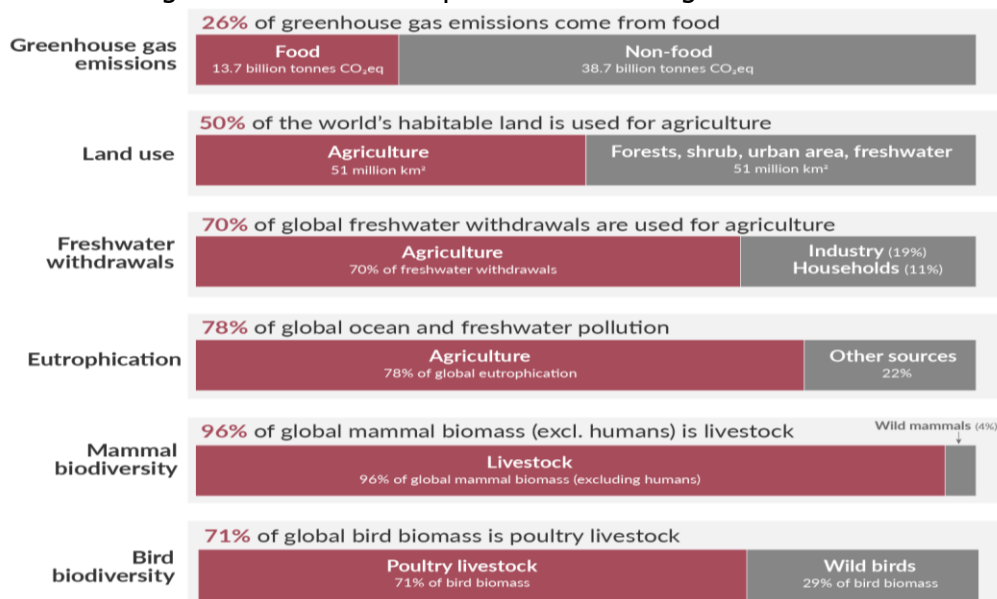 26% of greenhouse gas emissions come from food
Greenhouse gas
emissions
Food
13.7 billion tonnes CO₂eq
Non-food
38.7 billion tonnes CO₂eq
50% of the world's habitable land is used for agriculture
Land use
Agriculture
51 million km²
Forests, shrub, urban area, freshwater
51 million km²
70% of global freshwater withdrawals are used for agriculture
Freshwater
withdrawals
Agriculture
70% of freshwater withdrawals
Industry (19%)
Households (11%)
78% of global ocean and freshwater pollution
Eutrophication
Agriculture
78% of global eutrophication
Other sources
22%
96% of global mammal biomass (excl. humans) is livestock
Wild mammals (4%)
Mammal
biodiversity
Livestock
96% of global mammal biomass (excluding humans)
71% of global bird biomass is poultry livestock
Bird
biodiversity
Poultry livestock
71% of bird biomass
Wild birds
29% of bird biomass